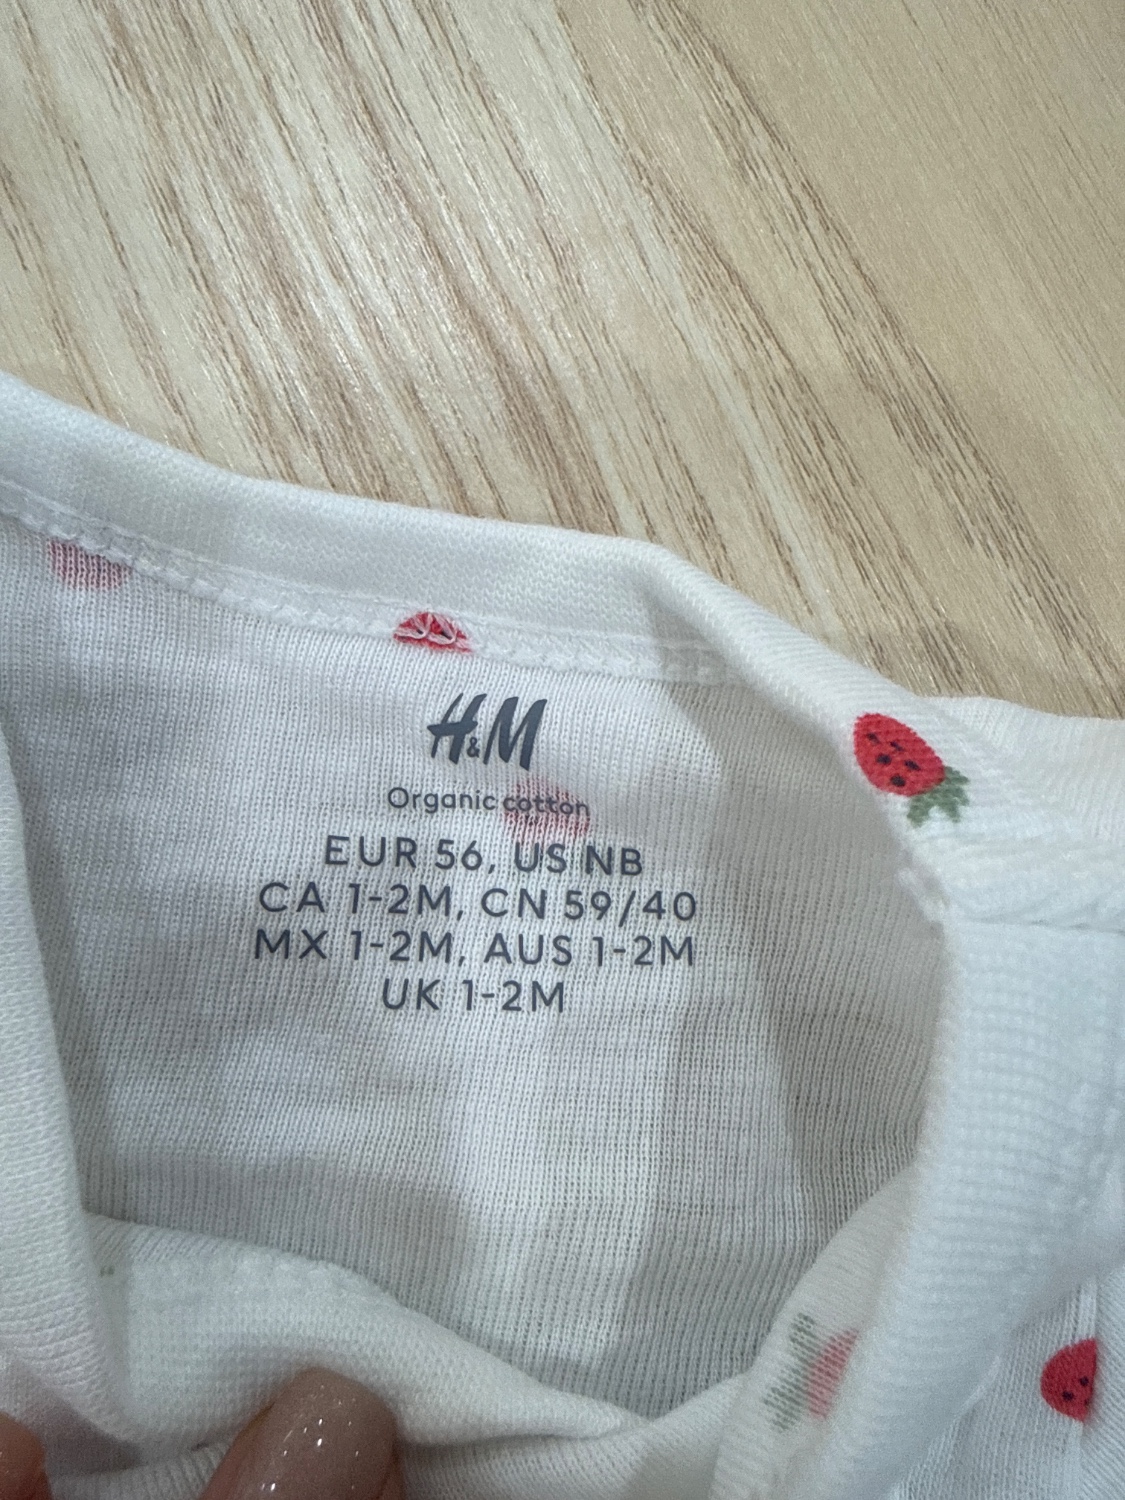 H&M
Organic cotton
EUR 56, US NB
CA 1-2M, CN 59/40
MX 1-2M, AUS 1-2M
UK 1-2M